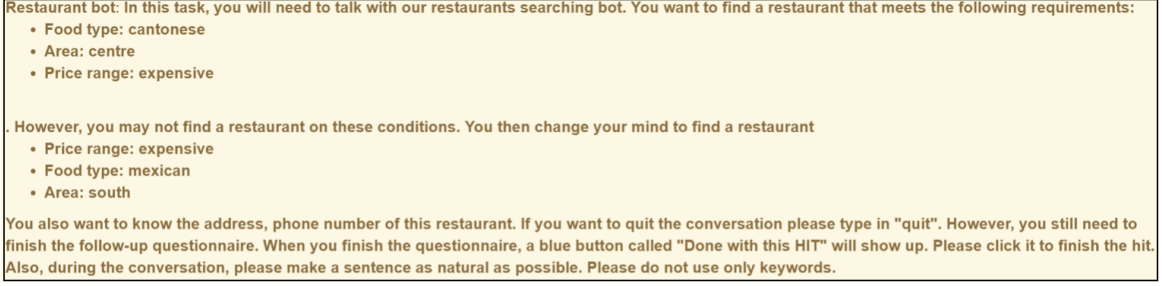 Restaurant bot: In this task, you will need to talk with our restaurants searching bot. You want to find a restaurant that meets the following requirements:
• Food type: cantonese
• Area: centre
• Price range: expensive
. However, you may not find a restaurant on these conditions. You then change your mind to find a restaurant
• Price range: expensive
• Food type: mexican
• Area: south
You also want to know the address, phone number of this restaurant. If you want to quit the conversation please type in "quit". However, you still need to
finish the follow-up questionnaire. When you finish the questionnaire, a blue button called "Done with this HIT" will show up. Please click it to finish the hit.
Also, during the conversation, please make a sentence as natural as possible. Please do not use only keywords.